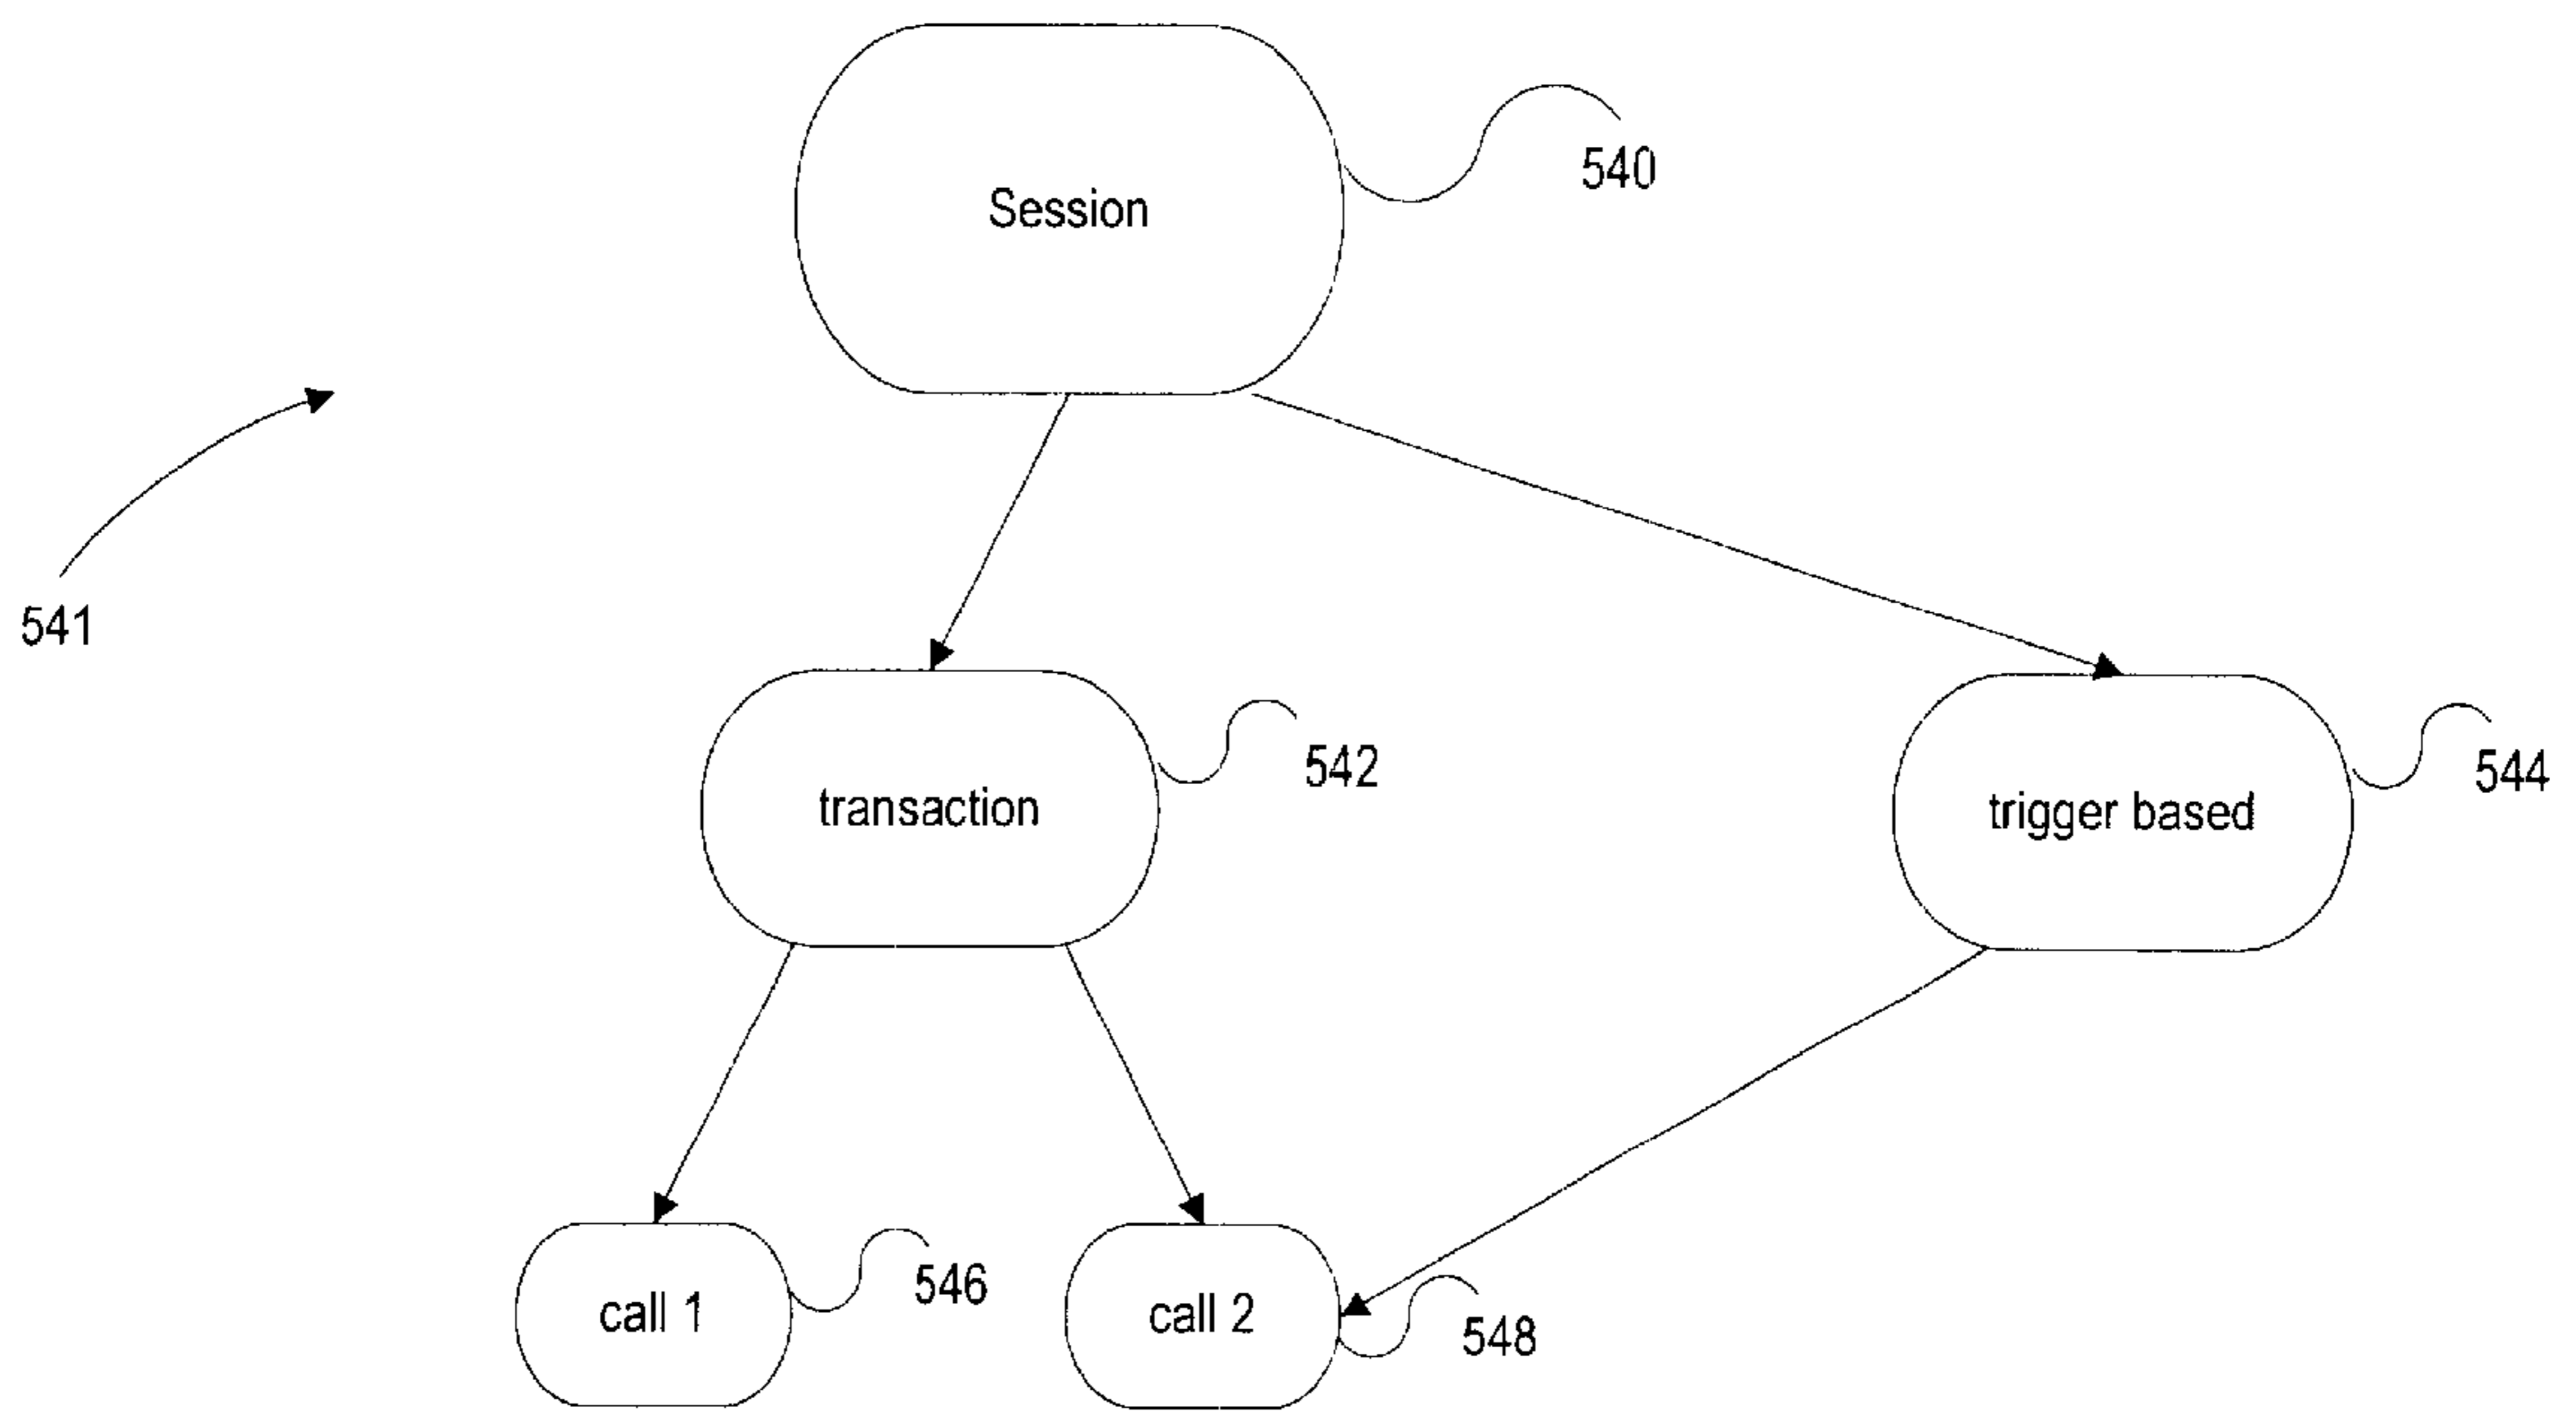 Session
540
541
transaction
542
trigger based
544
call 1
546
call 2
548